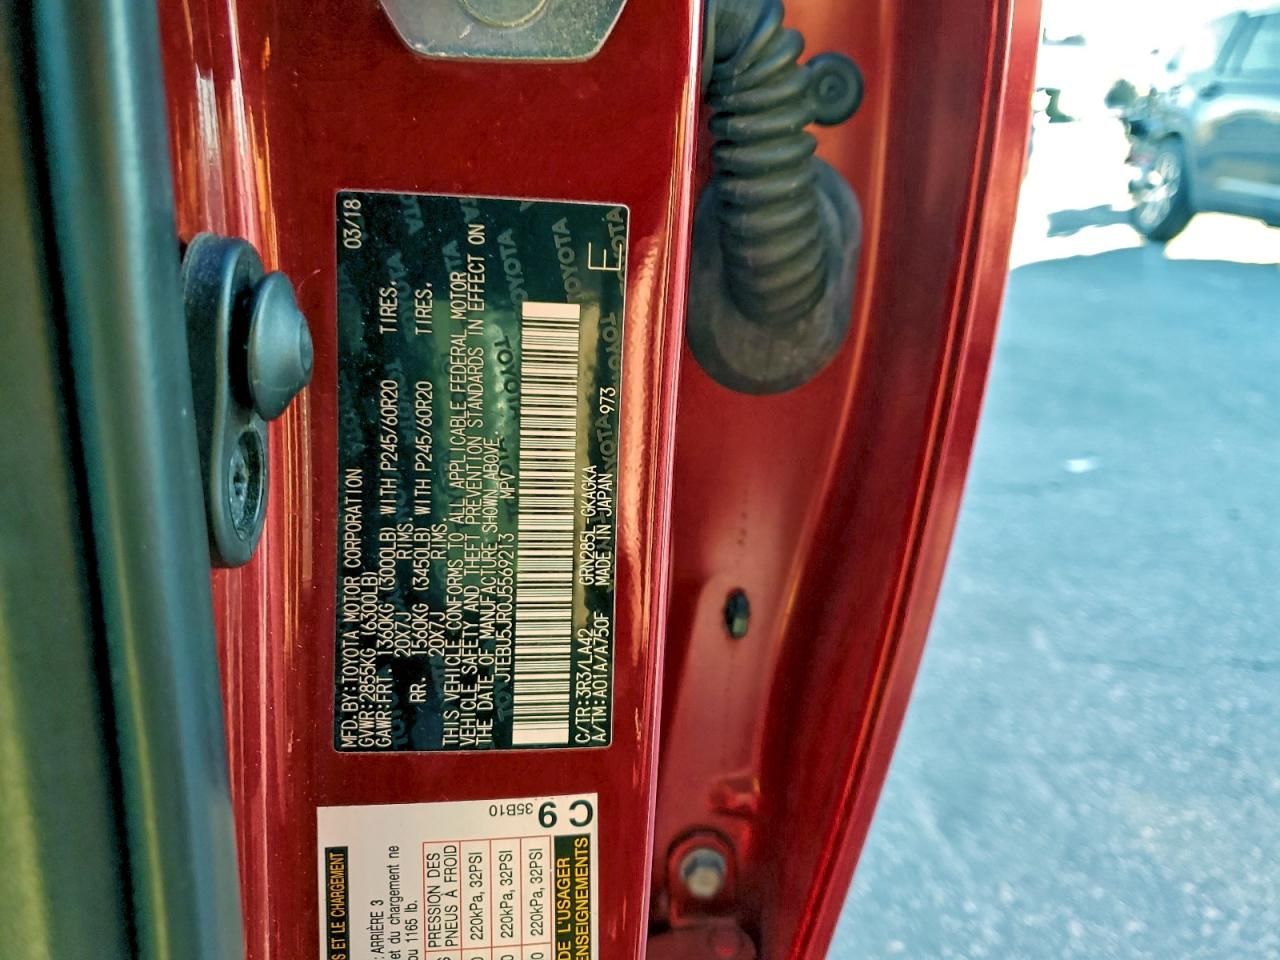 MFD.BY:TOYOTA MOTOR CORPORATION 03/18
GVWR:2855KG (6300LB)
GAWR:FRT. 1360KG (3000LB) WITH P245/60R20 TIRES,
20X7J RIMS.
RR. 1560KG (3450LB) WITH P245/60R20 TIRES.
20X7J RIMS.
THIS VEHICLE CONFORMS TO ALL APPLICABLE FEDERAL MOTOR
VEHICLE SAFETY AND THEFT PREVENTION STANDARDS IN EFFECT ON
THE DATE OF MANUFACTURE SHOWN ABOVE.
JTEBU5JR0J5569213 MPV
C/TR:3R3/LA42 GRN285L-GKAGKA
A/TM:A01A/A750F MADE IN JAPAN 973
E
C9
35B10
S ET LE CHARGEMENT
ARRIÈRE 3
et du chargement ne
ou 1165 lb.
PRESSION DES
PNEUS À FROID
220kPa, 32PSI
220kPa, 32PSI
220kPa, 32PSI
DE L'USAGER
ENSEIGNEMENTS